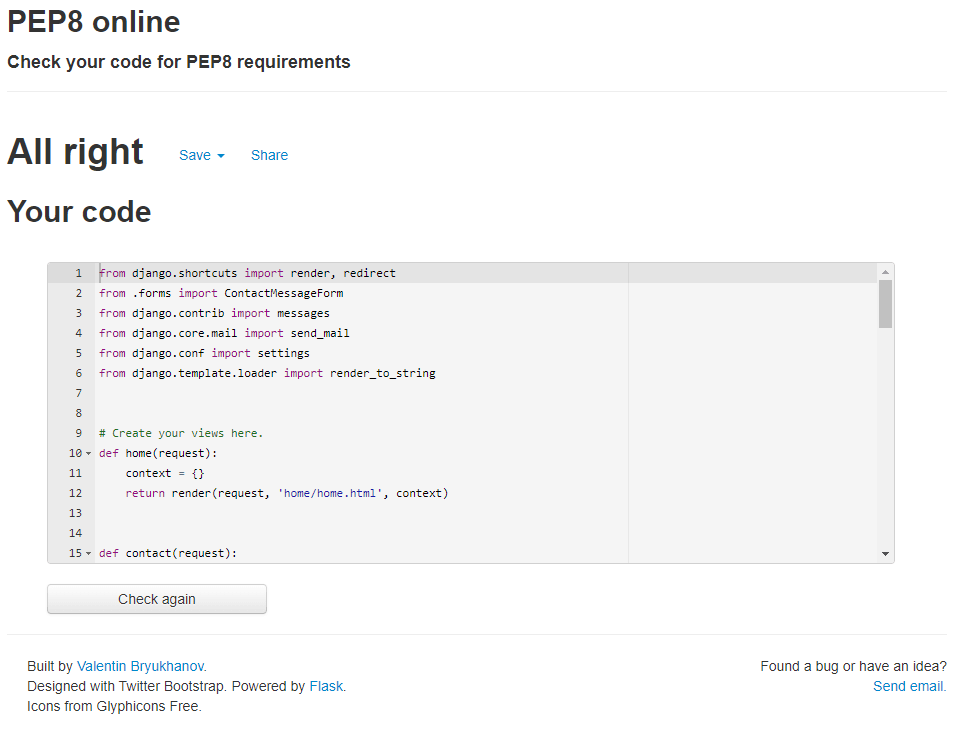 PEP8 online
Check your code for PEP8 requirements
All right Save Share
Your code
1 from django.shortcuts import render, redirect
2 from .forms import ContactMessageForm
3 from django.contrib import messages
4 from django.core.mail import send_mail
5 from django.conf import settings
6 from django.template.loader import render_to_string
7
8
9 # Create your views here.
10 def home(request):
11     context = {}
12     return render(request, 'home/home.html', context)
13
14
15 def contact(request):
Check again
Built by Valentin Bryukhanov. Found a bug or have an idea?
Designed with Twitter Bootstrap. Powered by Flask. Send email.
Icons from Glyphicons Free.